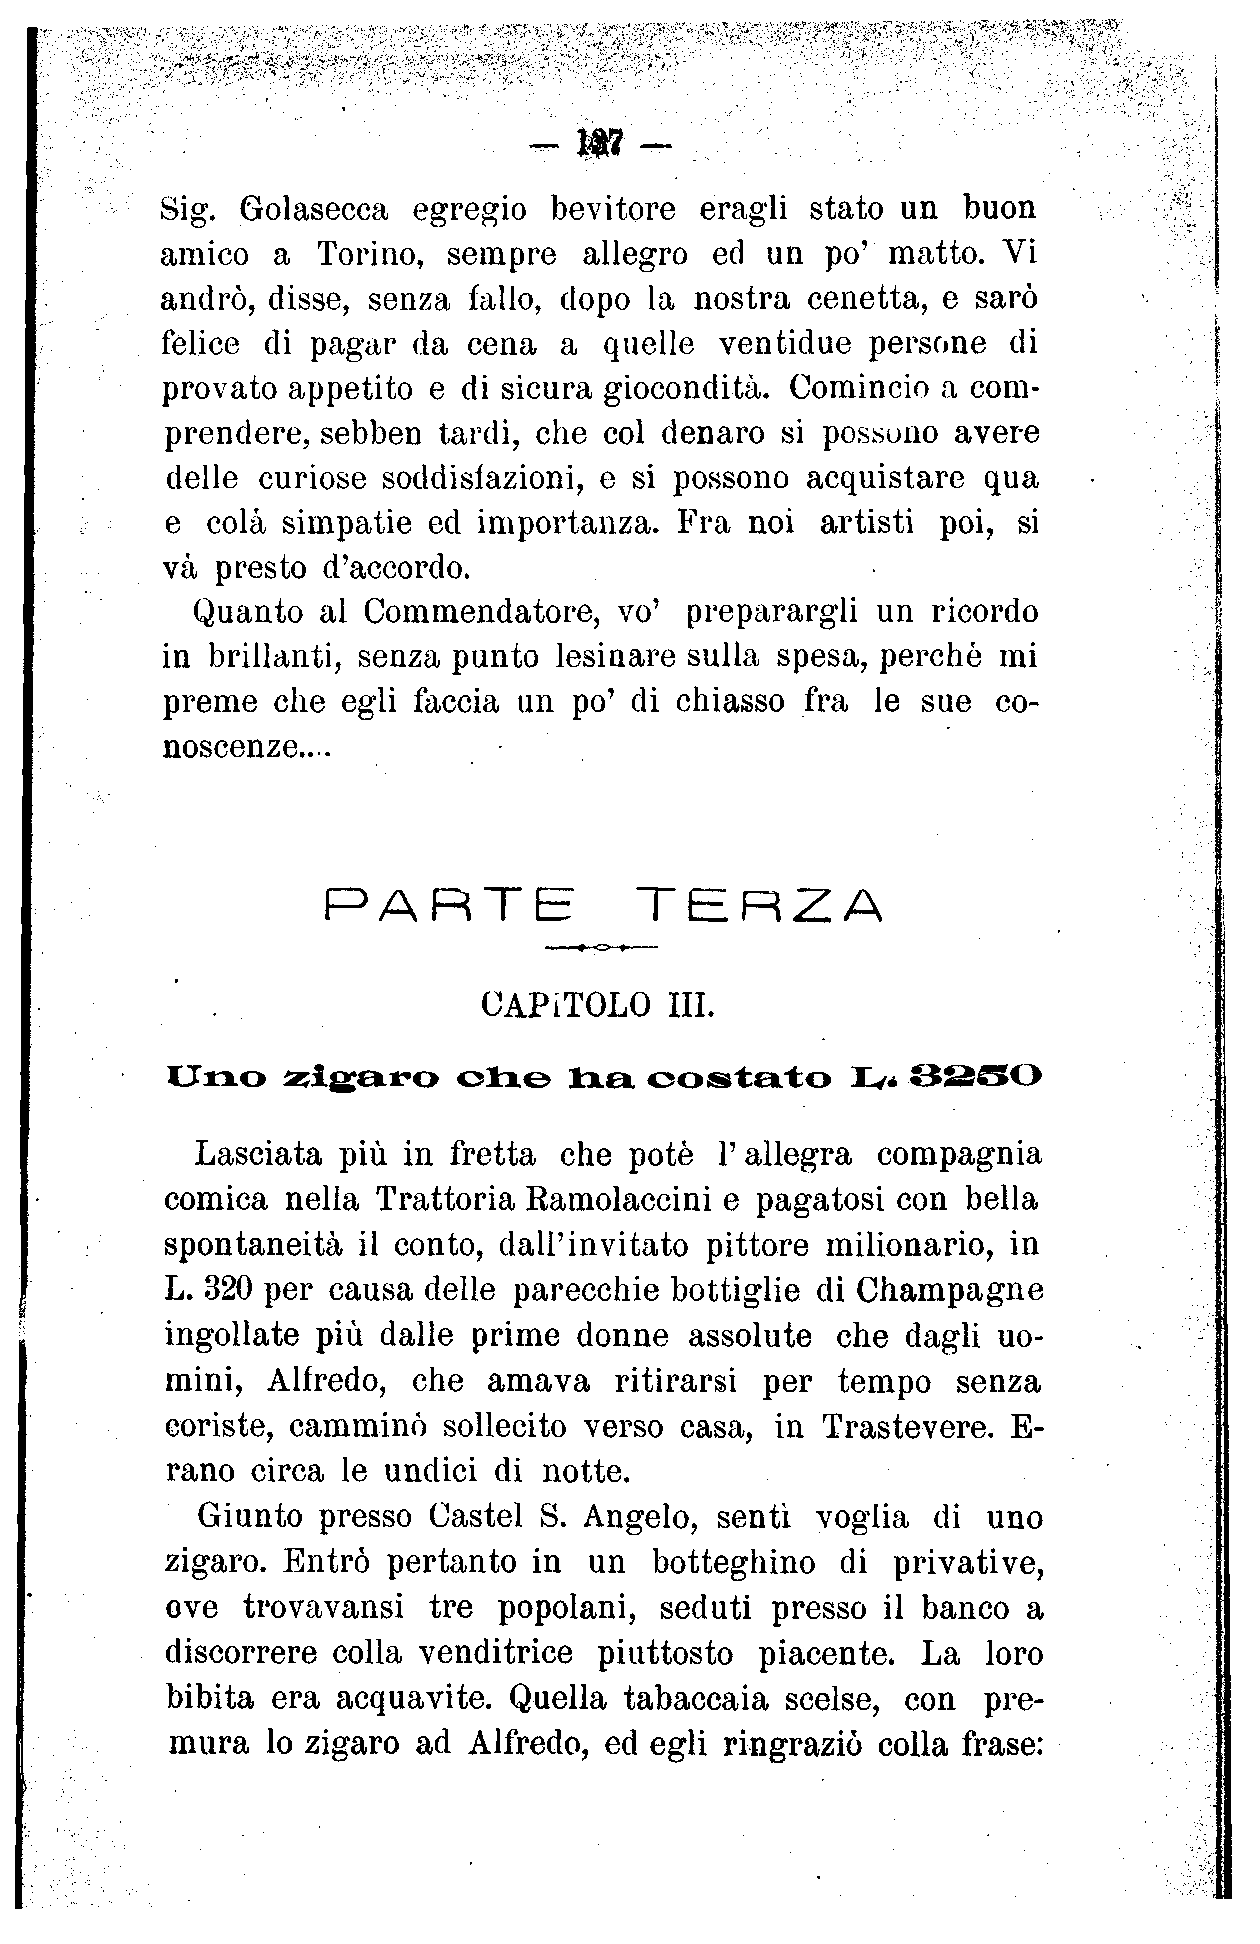 Sig. Golasecca egregio bevitore eragli stato un buon
amico a Torino, sempre allegro ed un po' matto. Vi
andrò, disse, senza fallo, dopo la nostra cenetta, e sarò
felice di pagar da cena a quelle ventidue persone di
provato appetito e di sicura giocondità. Comincio a com-
prendere, sebben tardi, che col denaro si possono avere
delle curiose soddisfazioni, e si possono acquistare qua
e colà simpatie ed importanza. Fra noi artisti poi, si
và presto d'accordo.
Quanto al Commendatore, vo' preparargli un ricordo
in brillanti, senza punto lesinare sulla spesa, perchè mi
preme che egli faccia un po' di chiasso fra le sue co-
noscenze....
PARTE TERZA
CAPiTOLO III.
Uno zigaro che ha costato L. 3250
Lasciata più in fretta che potè l'allegra compagnia
comica nella Trattoria Ramolaccini e pagatosi con bella
spontaneità il conto, dall'invitato pittore milionario, in
L. 320 per causa delle parecchie bottiglie di Champagne
ingollate più dalle prime donne assolute che dagli uo-
mini, Alfredo, che amava ritirarsi per tempo senza
coriste, camminò sollecito verso casa, in Trastevere. E-
rano circa le undici di notte.
Giunto presso Castel S. Angelo, sentì voglia di uno
zigaro. Entrò pertanto in un botteghino di privative,
ove trovavansi tre popolani, seduti presso il banco a
discorrere colla venditrice piuttosto piacente. La loro
bibita era acquavite. Quella tabaccaia scelse, con pre-
mura lo zigaro ad Alfredo, ed egli ringraziò colla frase: